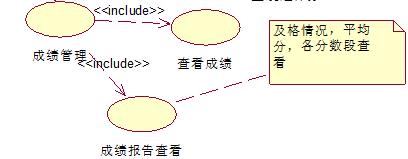 <<include>>
成绩管理
查看成绩
及格情况，平均
分，各分数段查
看
<<include>>
成绩报告查看